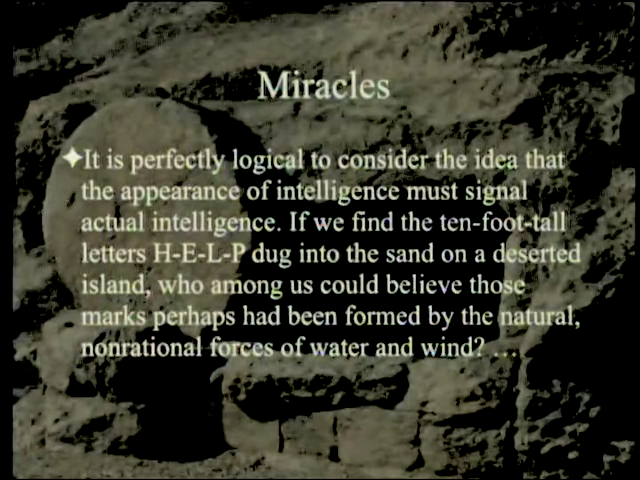 Miracles
✦It is perfectly logical to consider the idea that
the appearance of intelligence must signal
actual intelligence. If we find the ten-foot-tall
letters H-E-L-P dug into the sand on a deserted
island, who among us could believe those
marks perhaps had been formed by the natural,
nonrational forces of water and wind? ....